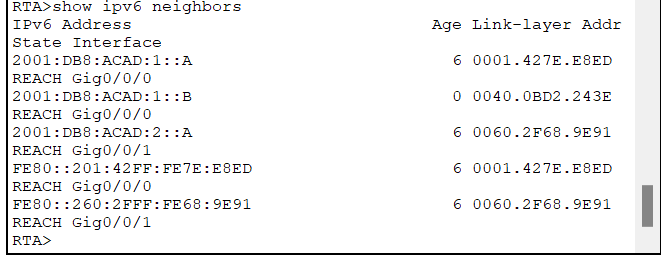 RTA>show ipv6 neighbors
IPv6 Address Age Link-layer Addr
State Interface
2001:DB8:ACAD:1::A 6 0001.427E.E8ED
REACH Gig0/0/0
2001:DB8:ACAD:1::B 0 0040.0BD2.243E
REACH Gig0/0/0
2001:DB8:ACAD:2::A 6 0060.2F68.9E91
REACH Gig0/0/1
FE80::201:42FF:FE7E:E8ED 6 0001.427E.E8ED
REACH Gig0/0/0
FE80::260:2FFF:FE68:9E91 6 0060.2F68.9E91
REACH Gig0/0/1
RTA>